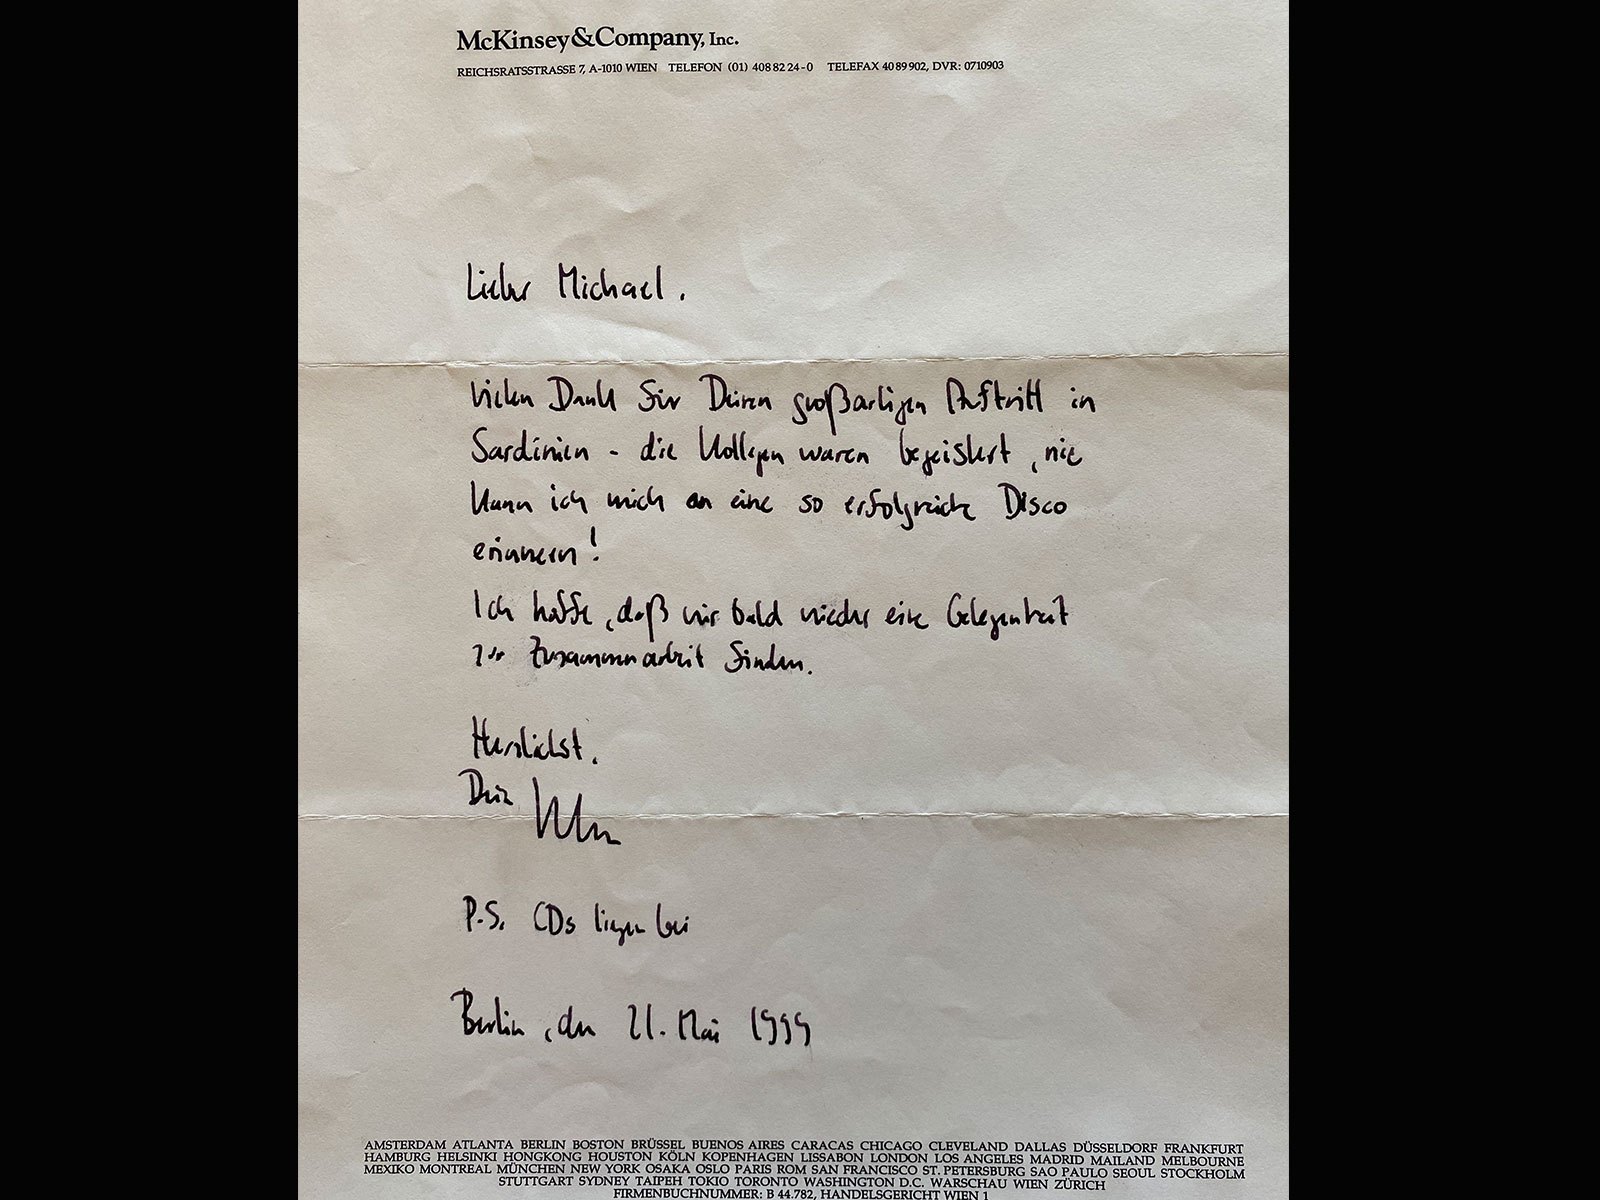 McKinsey&Company, Inc.
REICHSRATSSTRASSE 7, A-1010 WIEN TELEFON (01) 408 82 24-0 TELEFAX 40 89 902, DVR: 0710903
Lieber Michael,
vielen Dank für Deinen großartigen Auftritt in
Sardinien - die Kollegen waren begeistert, nie
kann ich mich an eine so erfolgreiche Disco
erinnern!
Ich hoffe, daß wir bald wieder eine Gelegenheit
zur Zusammenarbeit finden.
Herzlichst,
Dein
P.S. CDs liegen bei
Berlin, den 21. Mai 1999
AMSTERDAM ATLANTA BERLIN BOSTON BRÜSSEL BUENOS AIRES CARACAS CHICAGO CLEVELAND DALLAS DÜSSELDORF FRANKFURT
HAMBURG HELSINKI HONGKONG HOUSTON KÖLN KOPENHAGEN LISSABON LONDON LOS ANGELES MADRID MAILAND MELBOURNE
MEXIKO MONTREAL MÜNCHEN NEW YORK OSAKA OSLO PARIS ROM SAN FRANCISCO ST. PETERSBURG SAO PAULO SEOUL STOCKHOLM
STUTTGART SYDNEY TAIPEH TOKIO TORONTO WASHINGTON D.C. WARSCHAU WIEN ZÜRICH
FIRMENBUCHNUMMER: B 44.782, HANDELSGERICHT WIEN 1